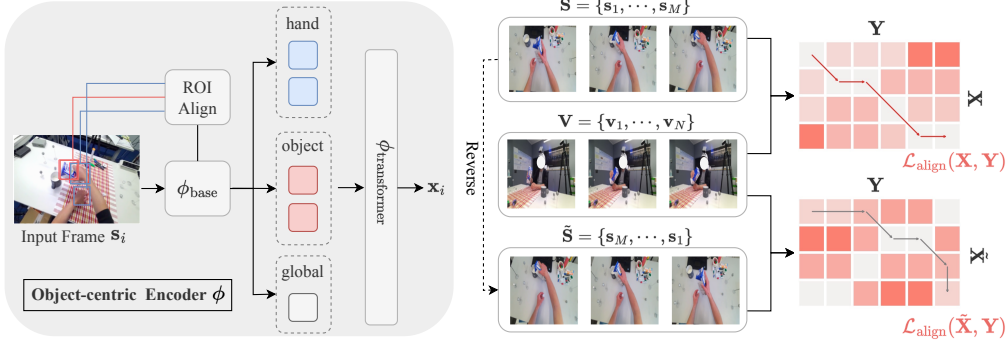 hand
ROI
Align
object
ϕ_base
ϕ_transformer
x_i
Input Frame s_i
global
Object-centric Encoder ϕ
Reverse
S = {s_1, ⋯, s_M}
V = {v_1, ⋯, v_N}
S̃ = {s_M, ⋯, s_1}
Y
X
L_align(X, Y)
Y
X̃
L_align(X̃, Y)